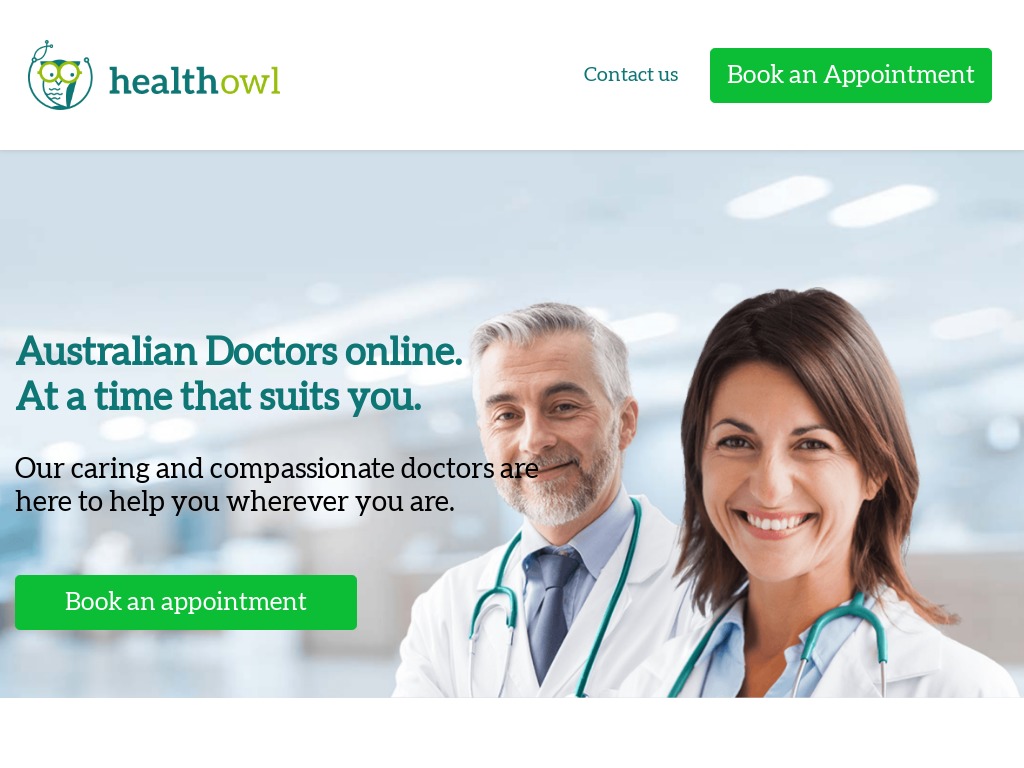 healthowl
Contact us
Book an Appointment
Australian Doctors online.
At a time that suits you.
Our caring and compassionate doctors are
here to help you wherever you are.
Book an appointment